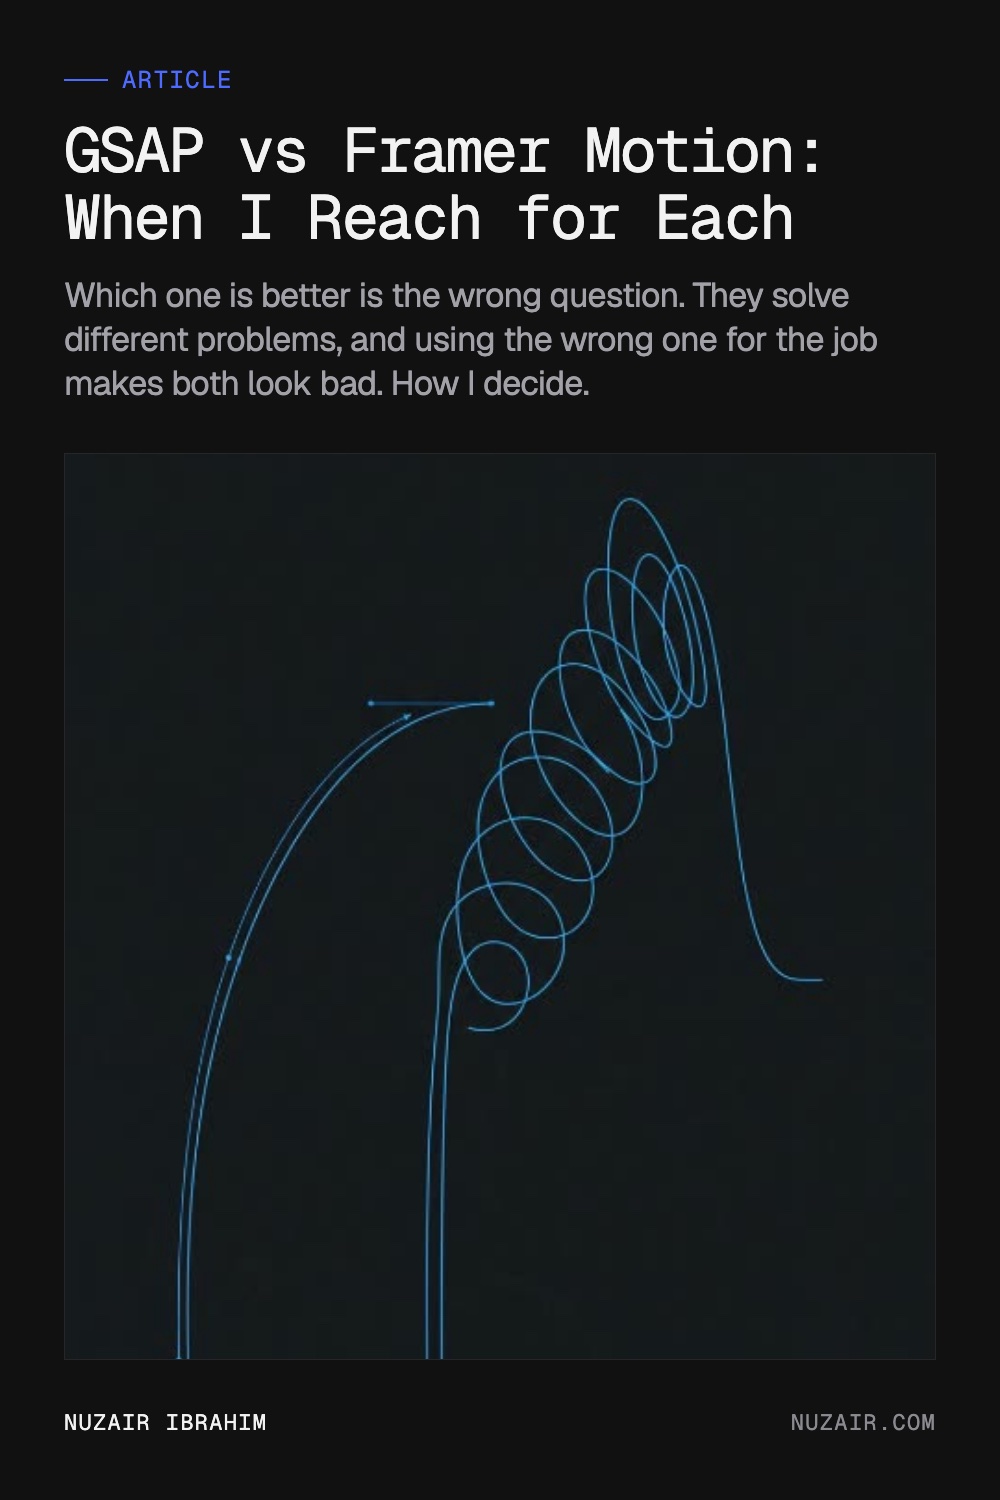 ARTICLE
GSAP vs Framer Motion:
When I Reach for Each
Which one is better is the wrong question. They solve
different problems, and using the wrong one for the job
makes both look bad. How I decide.
NUZAIR IBRAHIM
NUZAIR.COM